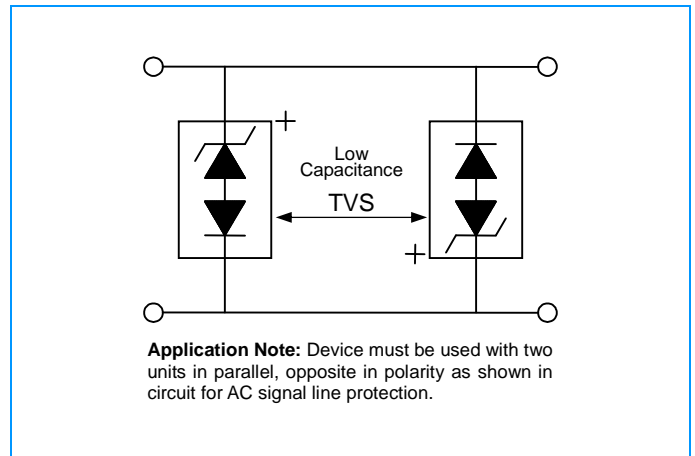 +
Low
Capacitance
TVS
+
Application Note: Device must be used with two
units in parallel, opposite in polarity as shown in
circuit for AC signal line protection.